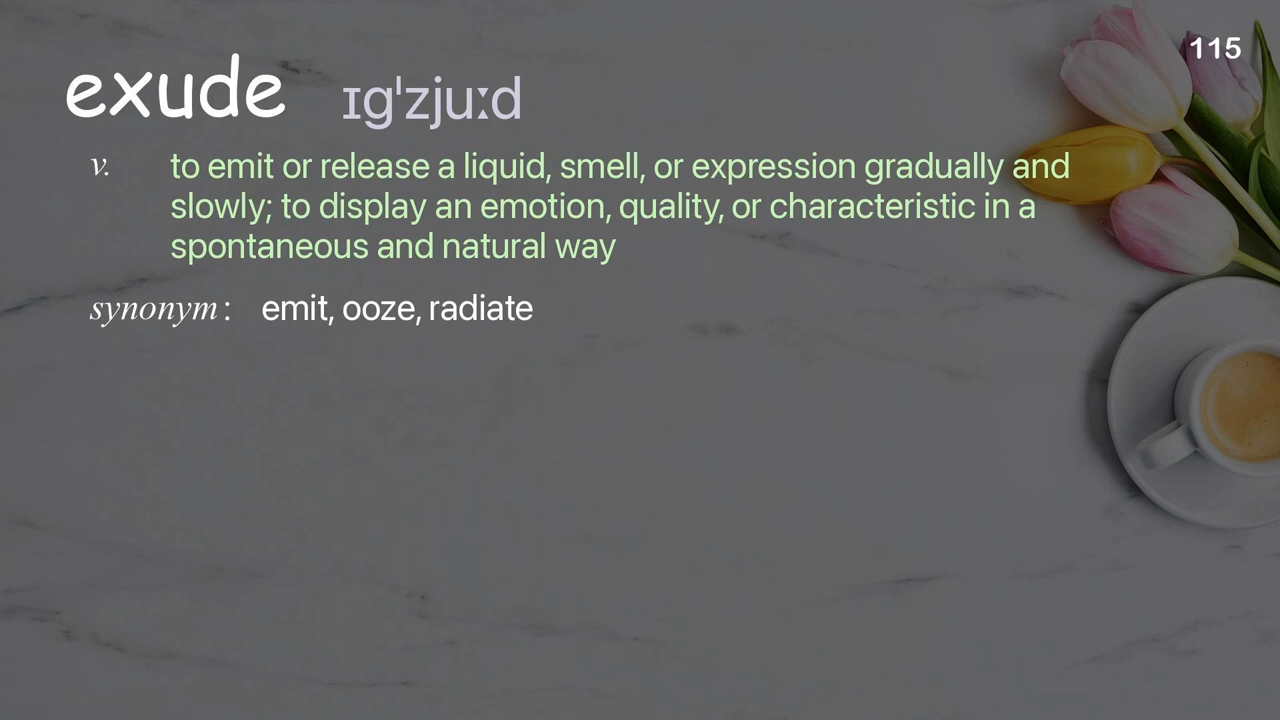 115
exude ɪgˈzjuːd
v. to emit or release a liquid, smell, or expression gradually and
slowly; to display an emotion, quality, or characteristic in a
spontaneous and natural way
synonym: emit, ooze, radiate